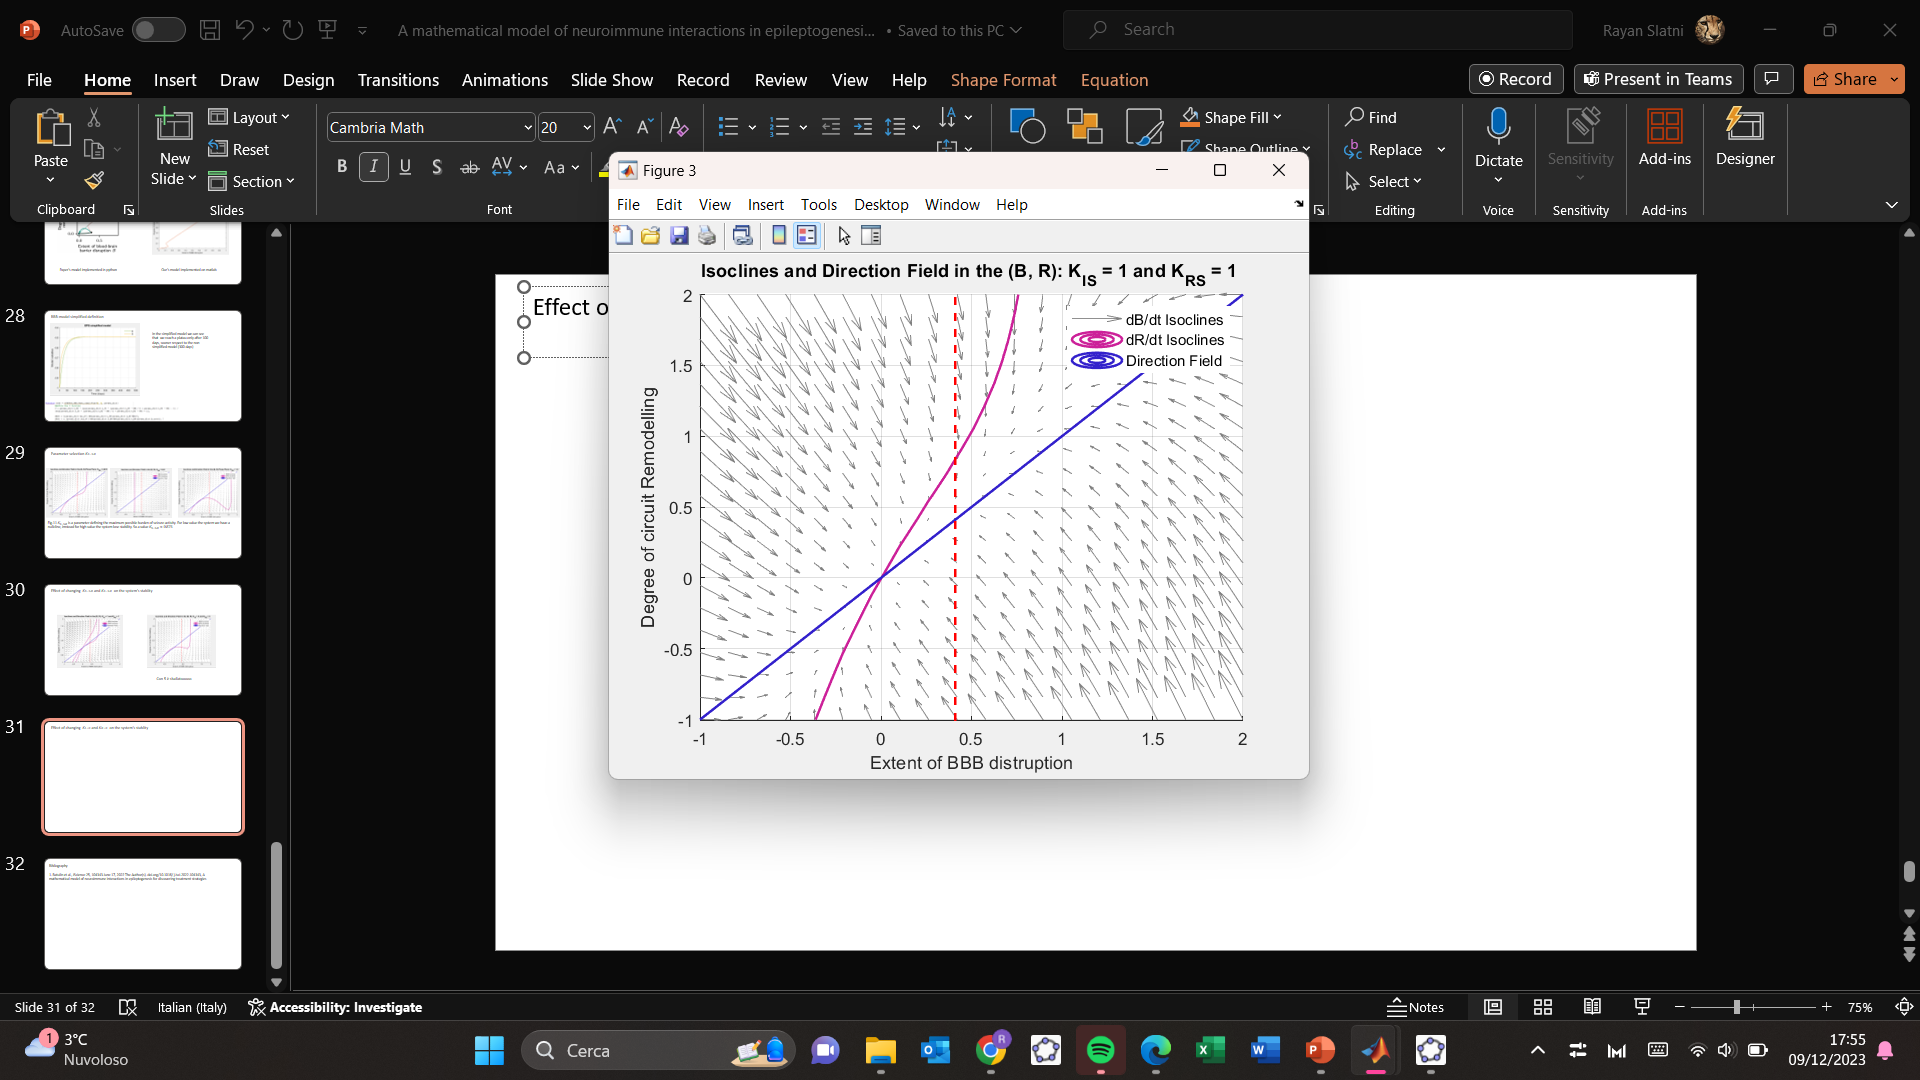 AutoSave
A mathematical model of neuroimmune interactions in epileptogenesi... • Saved to this PC
Search
Rayan Slatni
File Home Insert Draw Design Transitions Animations Slide Show Record Review View Help Shape Format Equation
Record
Present in Teams
Share
Paste
New Slide
Layout
Reset
Section
Cambria Math
20
Shape Fill
Shape Outline
Find
Replace
Select
Dictate
Sensitivity
Add-ins
Designer
Clipboard
Slides
Font
Editing
Voice
Sensitivity
Add-ins
Figure 3
File Edit View Insert Tools Desktop Window Help
Isoclines and Direction Field in the (B, R): K_IS = 1 and K_RS = 1
dB/dt Isoclines
dR/dt Isoclines
Direction Field
Degree of circuit Remodelling
2
1.5
1
0.5
0
-0.5
-1
-1 -0.5 0 0.5 1 1.5 2
Extent of BBB distruption
Effect o
28
29
30
31
32
Bibliography
Slide 31 of 32
Italian (Italy)
Accessibility: Investigate
Notes
75%
1
3°C
Nuvoloso
Cerca
17:55
09/12/2023